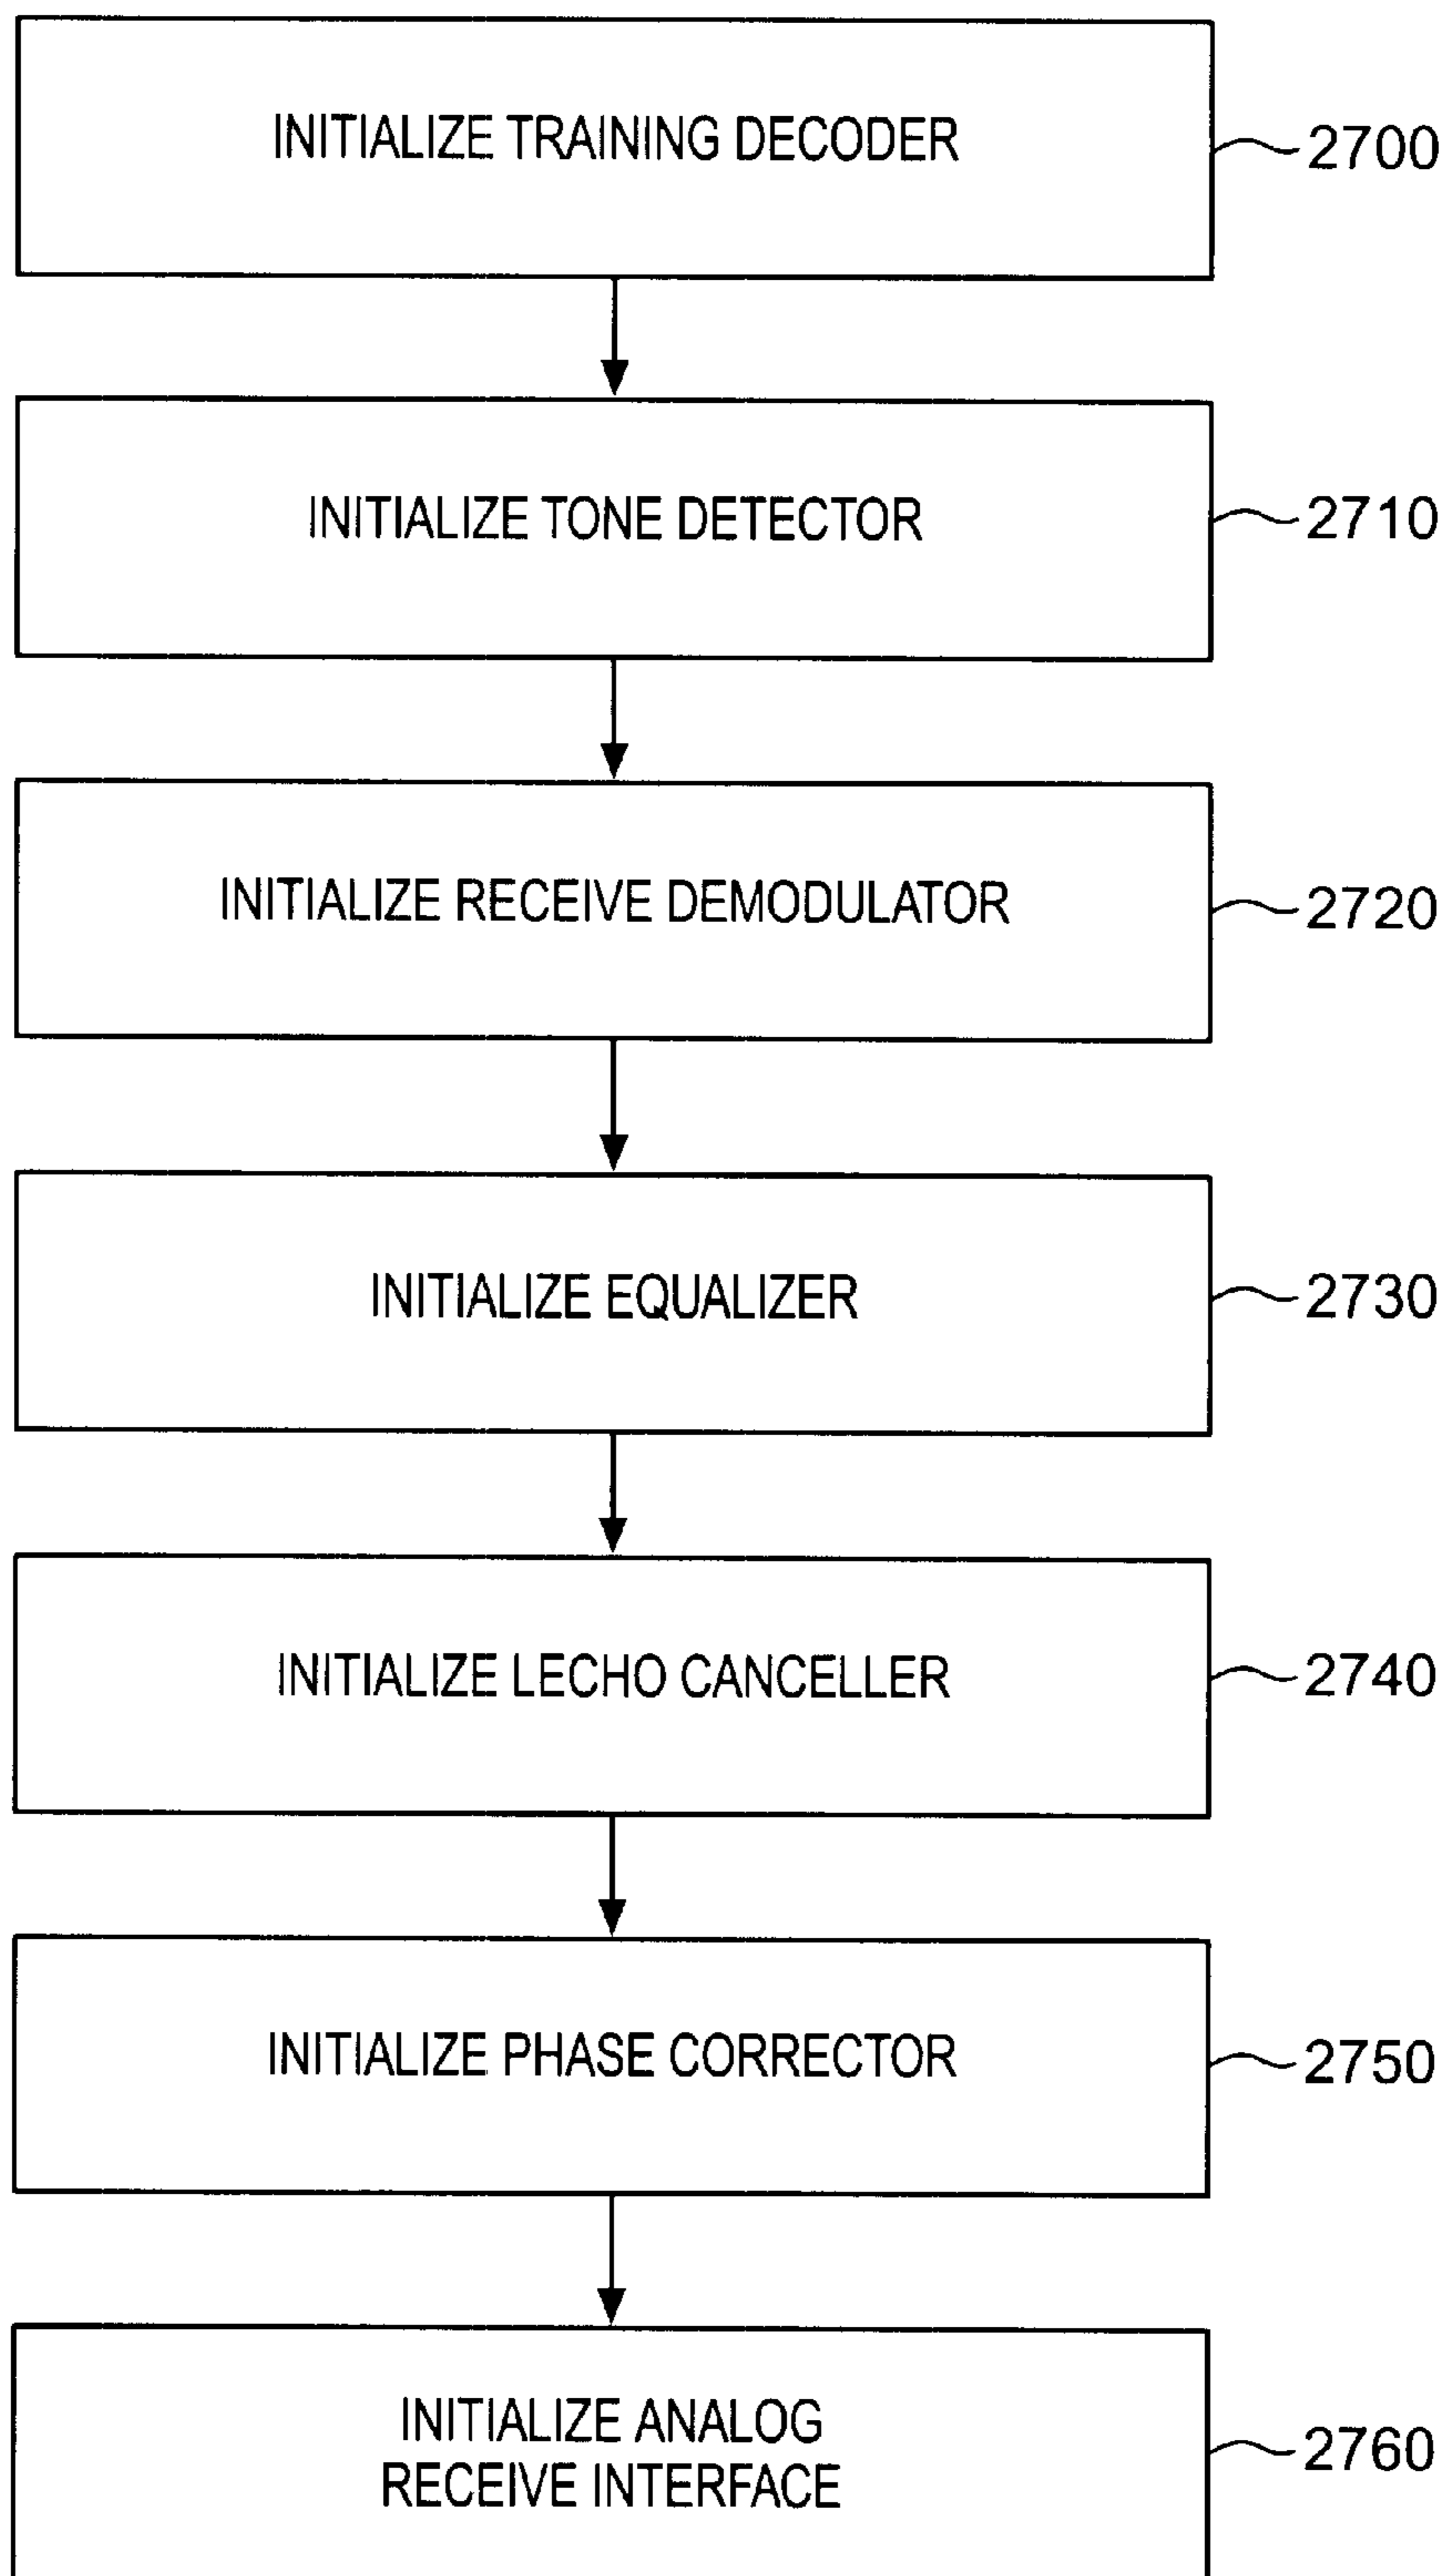 INITIALIZE TRAINING DECODER
2700
INITIALIZE TONE DETECTOR
2710
INITIALIZE RECEIVE DEMODULATOR
2720
INITIALIZE EQUALIZER
2730
INITIALIZE LECHO CANCELLER
2740
INITIALIZE PHASE CORRECTOR
2750
INITIALIZE ANALOG
RECEIVE INTERFACE
2760